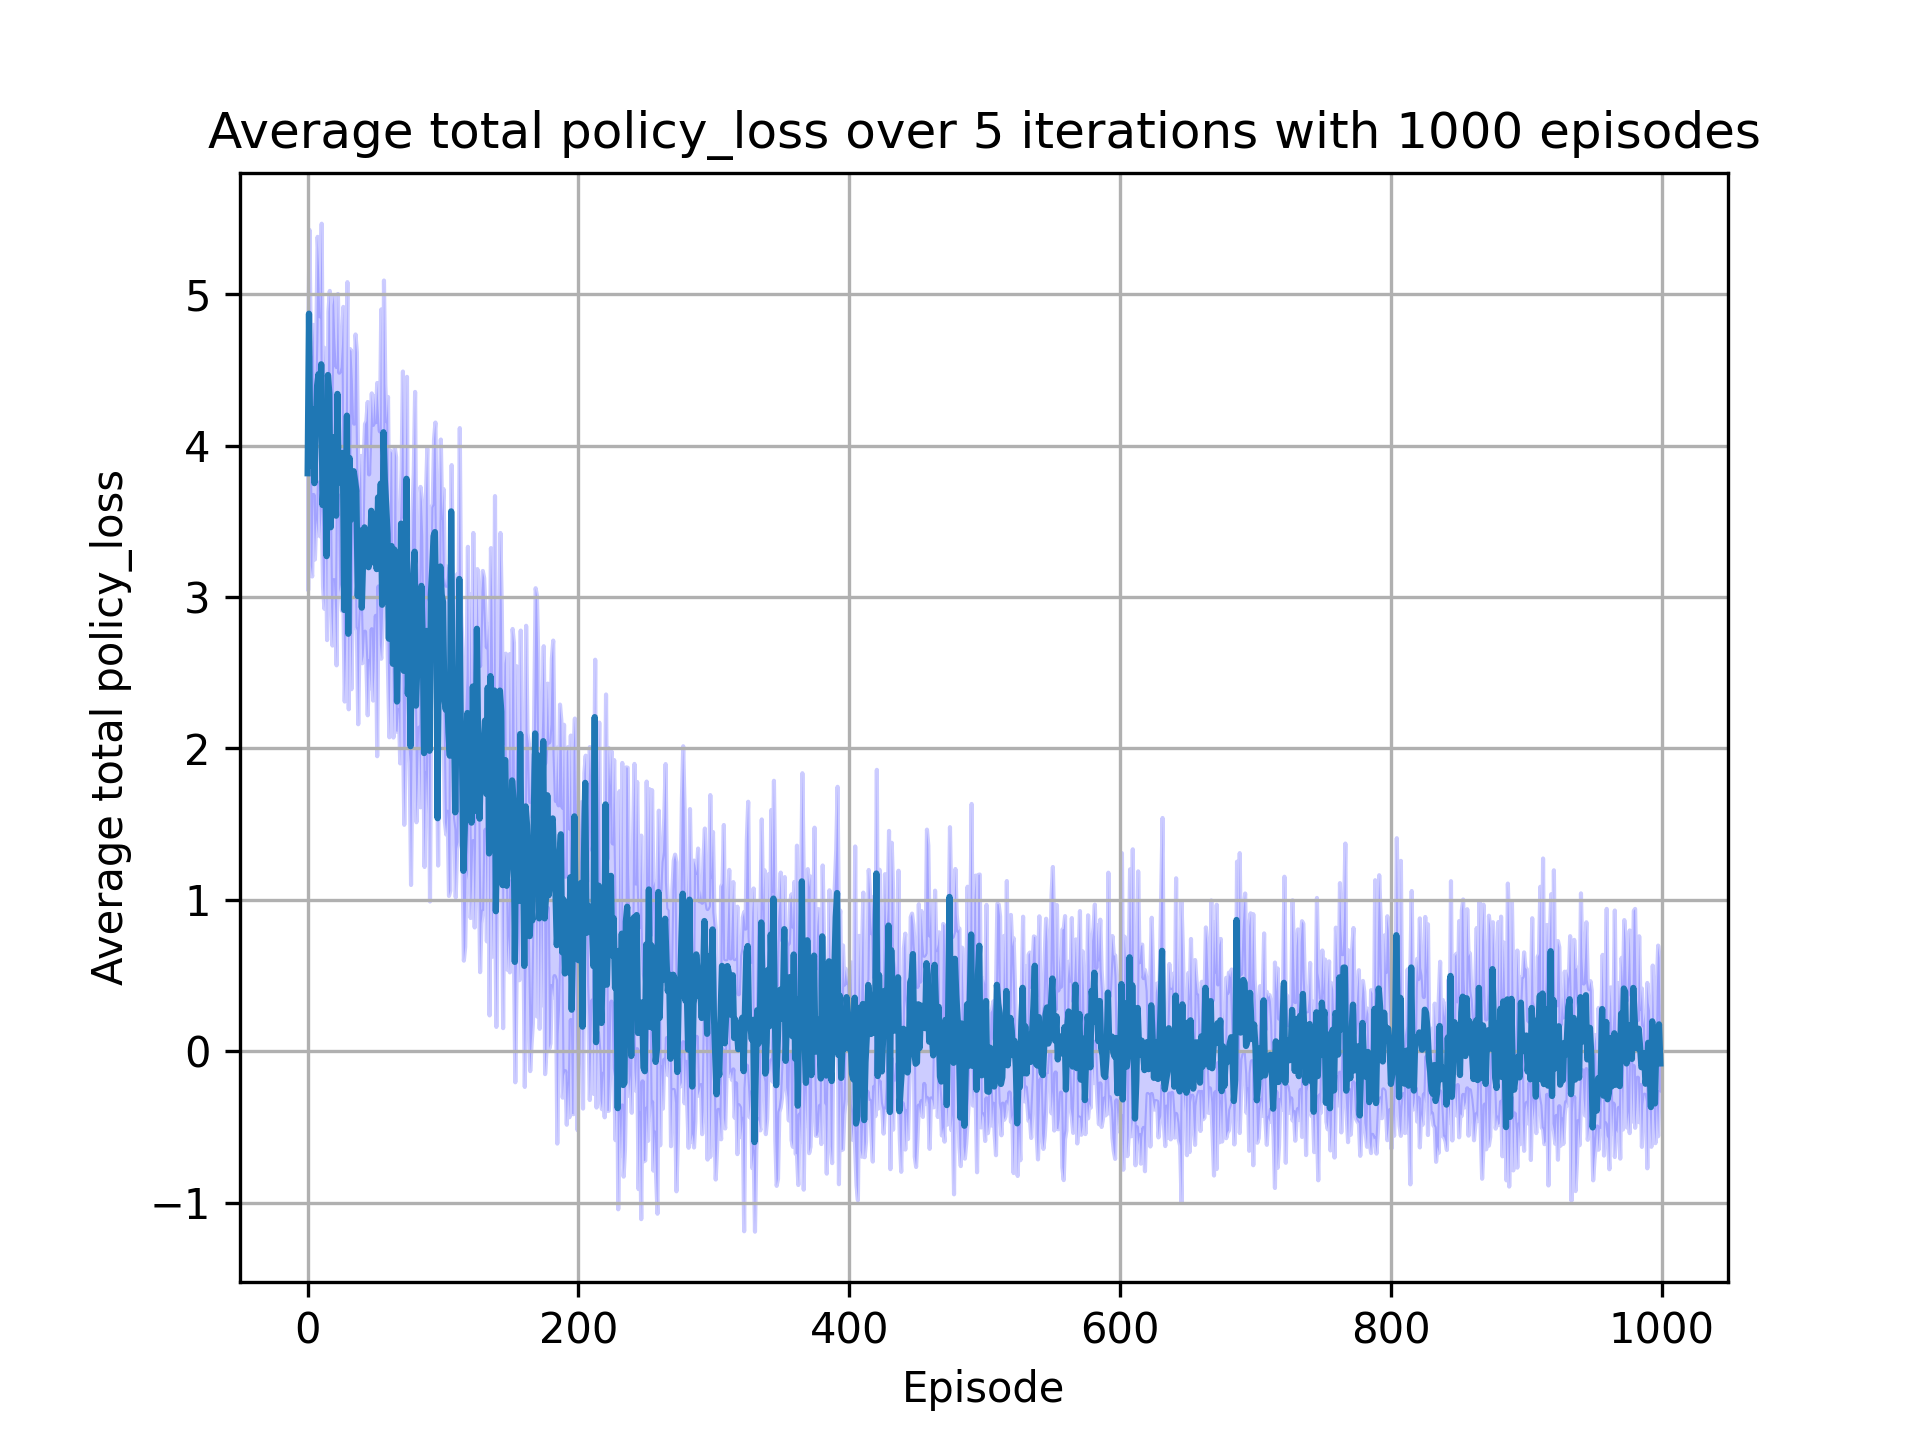 Average total policy_loss over 5 iterations with 1000 episodes
Average total policy_loss
5
4
3
2
1
0
−1
0 200 400 600 800 1000
Episode